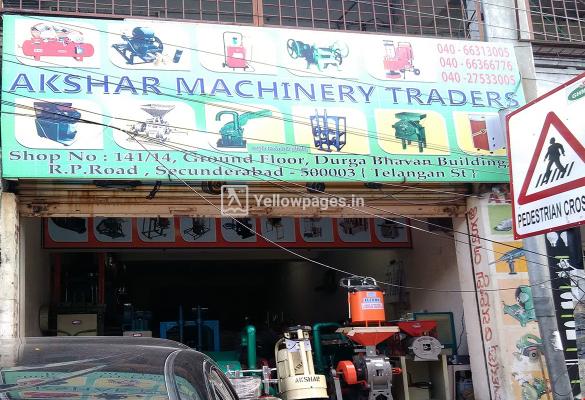 040 - 66313005
040 - 66366776
040 - 27533005
AKSHAR MACHINERY TRADERS
Shop No : 141/14, Ground Floor, Durga Bhavan Building,
R.P.Road , Secunderabad - 500003 { Telangan St }
Yellowpages.in
PEDESTRIAN CROS
AKSHAR